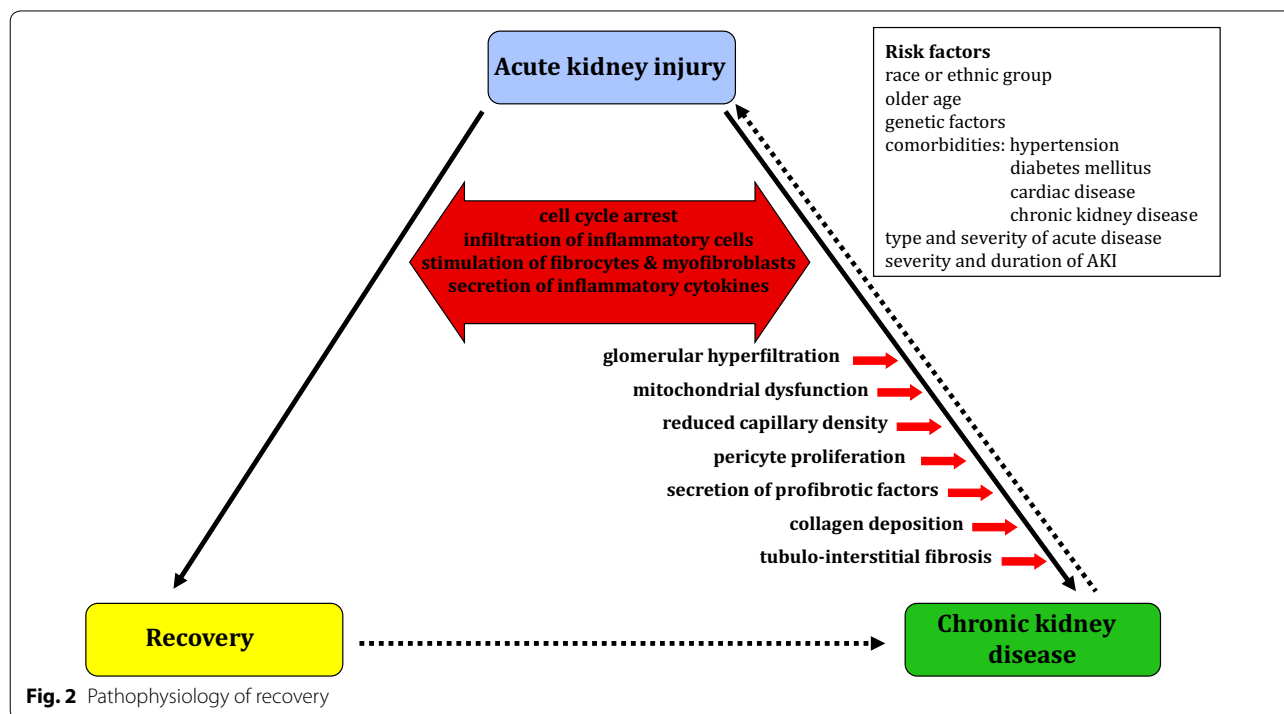 Acute kidney injury
Risk factors
race or ethnic group
older age
genetic factors
comorbidities: hypertension
diabetes mellitus
cardiac disease
chronic kidney disease
type and severity of acute disease
severity and duration of AKI
cell cycle arrest
infiltration of inflammatory cells
stimulation of fibrocytes & myofibroblasts
secretion of inflammatory cytokines
glomerular hyperfiltration
mitochondrial dysfunction
reduced capillary density
pericyte proliferation
secretion of profibrotic factors
collagen deposition
tubulo-interstitial fibrosis
Recovery
Chronic kidney
disease
Fig. 2 Pathophysiology of recovery